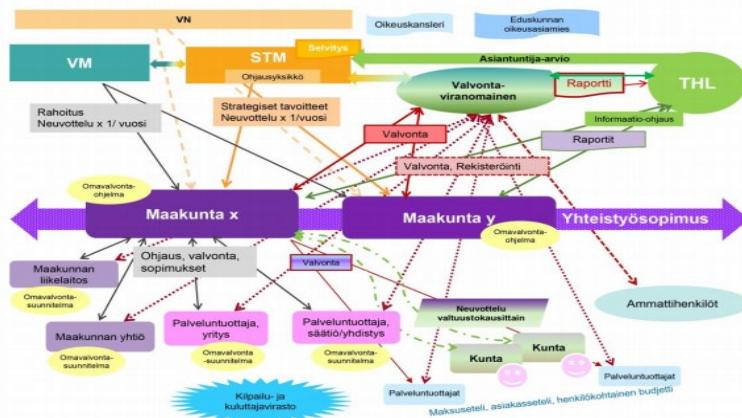 VN
Oikeuskansleri
Eduskunnan
oikeusasiamies
VM
STM
Selvitys
Ohjausyksikkö
Asiantuntija-arvio
Valvonta-
viranomainen
Raportti
THL
Rahoitus
Neuvottelu x 1/ vuosi
Strategiset tavoitteet
Neuvottelu x 1/vuosi
Valvonta
Informaatio-ohjaus
Raportit
Valvonta, Rekisteröinti
Omavalvonta-
ohjelma
Maakunta x
Maakunta y
Yhteistyösopimus
Omavalvonta-
ohjelma
Ohjaus, valvonta,
sopimukset
Valvonta
Maakunnan
liikelaitos
Omavalvonta-
suunnitelma
Neuvottelu
valtuustokausittain
Ammattihenkilöt
Maakunnan yhtiö
Omavalvonta-
suunnitelma
Palveluntuottaja,
yritys
Omavalvonta
-suunnitelma
Palveluntuottaja,
säätiö/yhdistys
Omavalvonta-
suunnitelma
Kunta
Kunta
Kilpailu- ja
kuluttajavirasto
Palveluntuottajat
Palveluntuottajat
Maksuseteli, asiakasseteli, henkilökohtainen budjetti